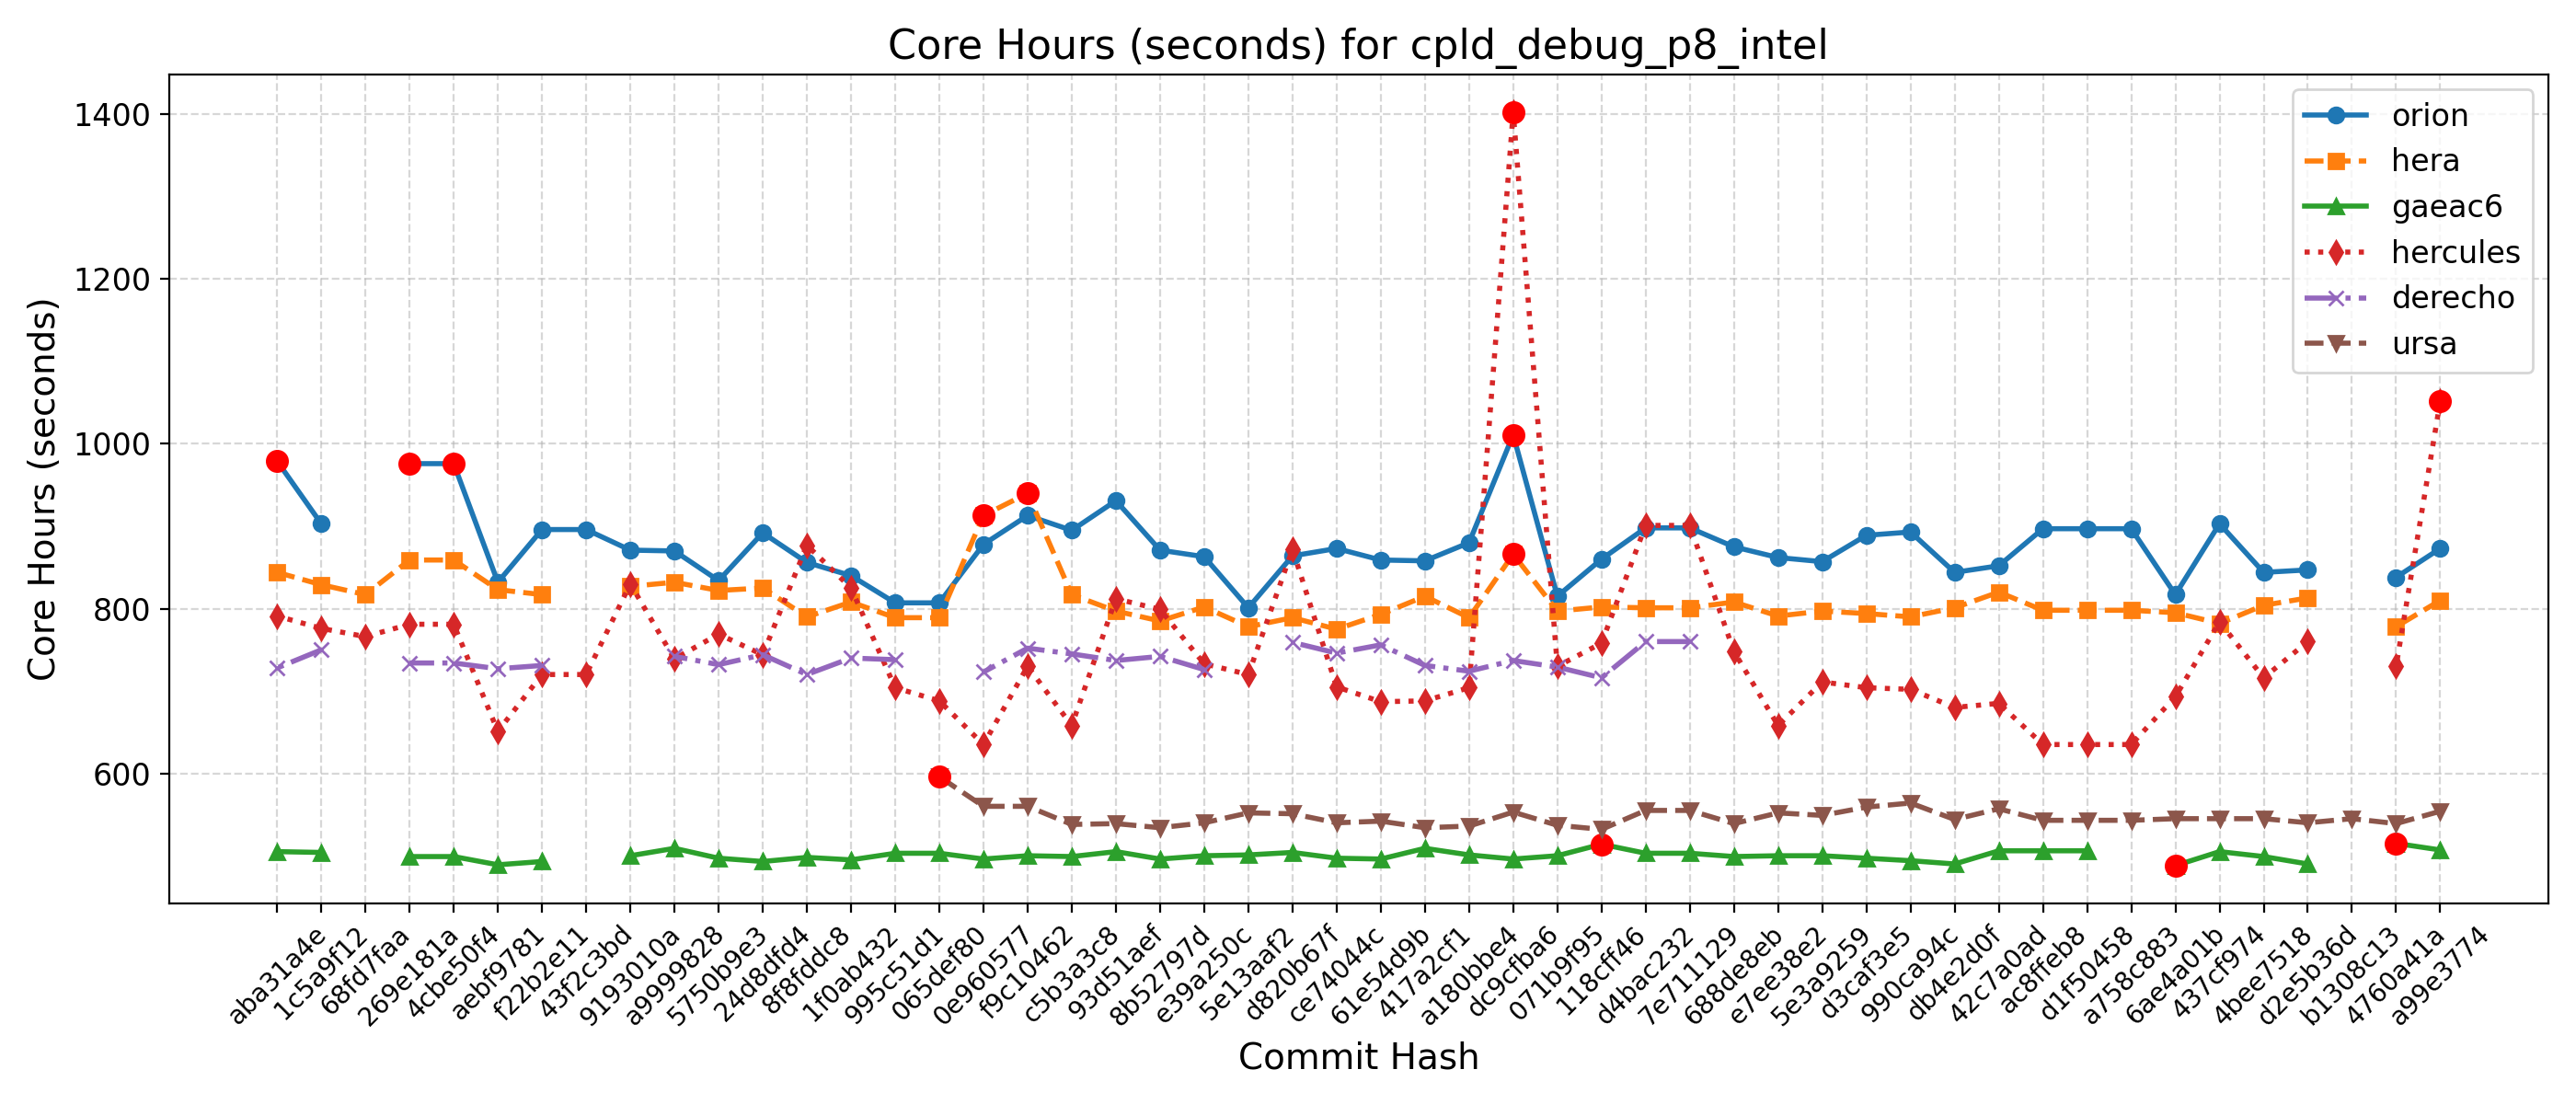 Core Hours (seconds) for cpld_debug_p8_intel
Core Hours (seconds)
1400
1200
1000
800
600
orion
hera
gaeac6
hercules
derecho
ursa
aba31a4e
1c5a9f12
68fd7faa
269e181a
4cbe50f4
aebf9781
f22b2e11
43f2c3bd
9193010a
a9999828
5750b9e3
24d8dfd4
8f8fddc8
1f0ab432
995c51d1
065def80
0e960577
f9c10462
c5b3a3c8
93d51aef
8b52797d
e39a250c
5e13aaf2
d820b67f
ce74044c
61e54d9b
417a2cf1
a180bbe4
dc9cfba6
071b9f95
118cff46
d4bac232
7e711129
688de8eb
e7ee38e2
5e3a9259
d3caf3e5
990ca94c
db4e2d0f
42c7a0ad
ac8ffeb8
d1f50458
a758c883
6ae4a01b
437cf974
4bee7518
d2e5b36d
b1308c13
4760a41a
a99e3774
Commit Hash